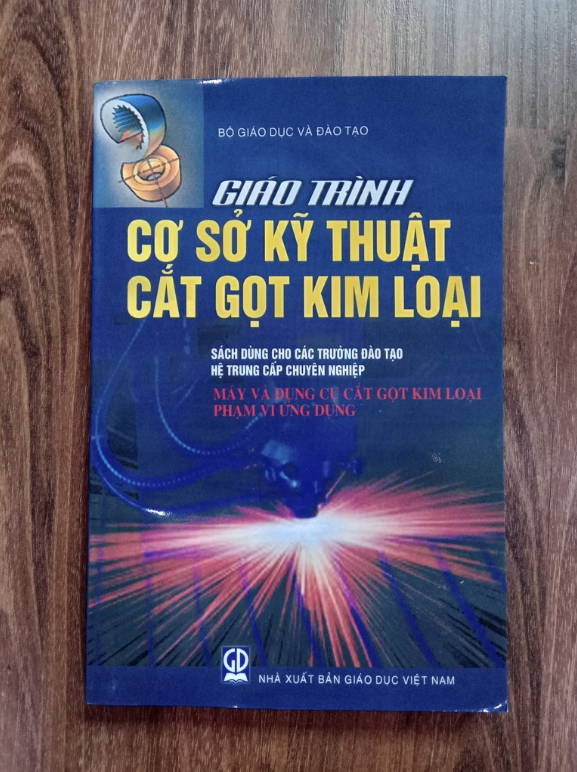 BỘ GIÁO DỤC VÀ ĐÀO TẠO
GIÁO TRÌNH
CƠ SỞ KỸ THUẬT
CẮT GỌT KIM LOẠI
SÁCH DÙNG CHO CÁC TRƯỜNG ĐÀO TẠO
HỆ TRUNG CẤP CHUYÊN NGHIỆP
MÁY VÀ DỤNG CỤ CẮT GỌT KIM LOẠI
PHẠM VI ỨNG DỤNG
GD
NHÀ XUẤT BẢN GIÁO DỤC VIỆT NAM